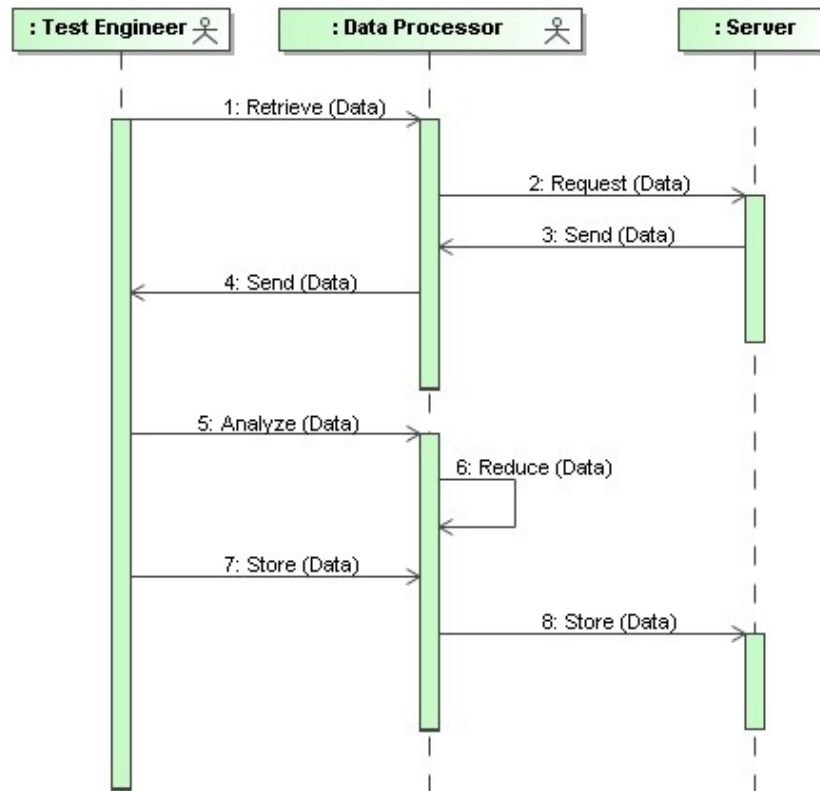 : Test Engineer
: Data Processor
: Server
1: Retrieve (Data)
2: Request (Data)
3: Send (Data)
4: Send (Data)
5: Analyze (Data)
6: Reduce (Data)
7: Store (Data)
8: Store (Data)